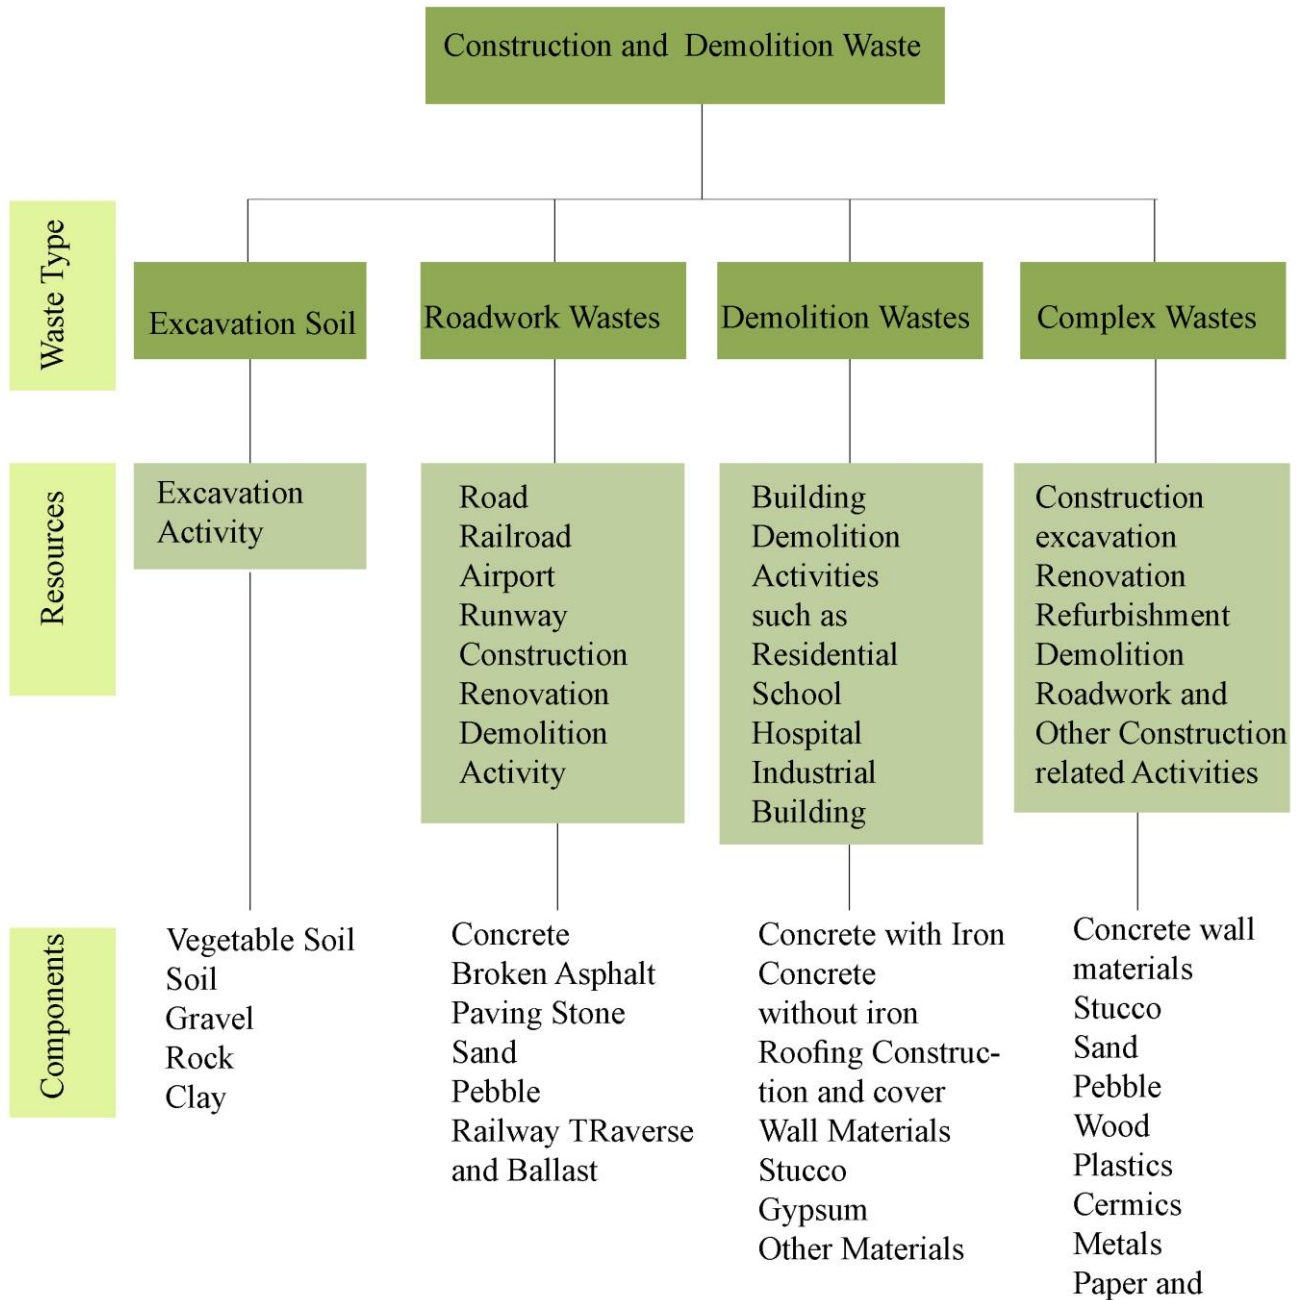 Construction and  Demolition Waste
Waste Type
Excavation Soil
Roadwork Wastes
Demolition Wastes
Complex Wastes
Resources
Excavation
Activity
Road
Railroad
Airport
Runway
Construction
Renovation
Demolition
Activity
Building
Demolition
Activities
such as
Residential
School
Hospital
Industrial
Building
Construction
excavation
Renovation
Refurbishment
Demolition
Roadwork and
Other Construction
related Activities
Components
Vegetable Soil
Soil
Gravel
Rock
Clay
Concrete
Broken Asphalt
Paving Stone
Sand
Pebble
Railway TRaverse
and Ballast
Concrete with Iron
Concrete
without iron
Roofing Construc-
tion and cover
Wall Materials
Stucco
Gypsum
Other Materials
Concrete wall
materials
Stucco
Sand
Pebble
Wood
Plastics
Cermics
Metals
Paper and